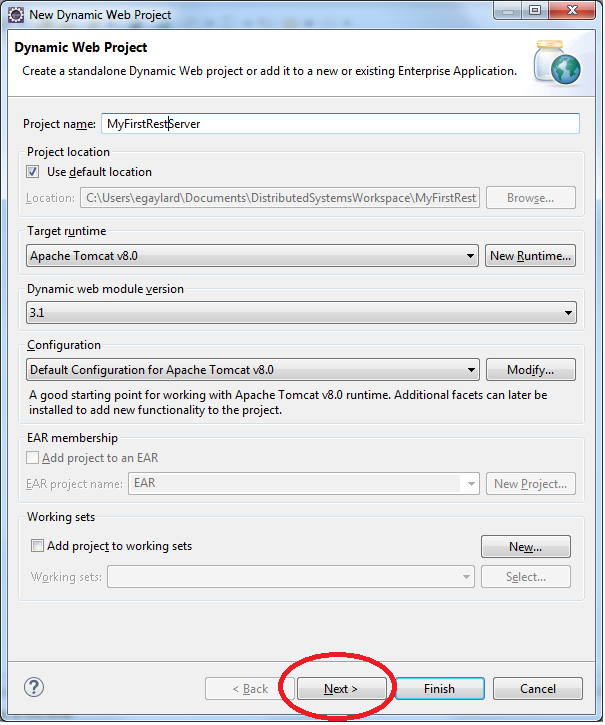 New Dynamic Web Project
Dynamic Web Project
Create a standalone Dynamic Web project or add it to a new or existing Enterprise Application.
Project name: MyFirstRestServer
Project location
Use default location
Location: C:\Users\egaylard\Documents\DistributedSystemsWorkspace\MyFirstRest Browse...
Target runtime
Apache Tomcat v8.0 New Runtime...
Dynamic web module version
3.1
Configuration
Default Configuration for Apache Tomcat v8.0 Modify...
A good starting point for working with Apache Tomcat v8.0 runtime. Additional facets can later be
installed to add new functionality to the project.
EAR membership
Add project to an EAR
EAR project name: EAR New Project...
Working sets
Add project to working sets New...
Working sets: Select...
? < Back Next > Finish Cancel